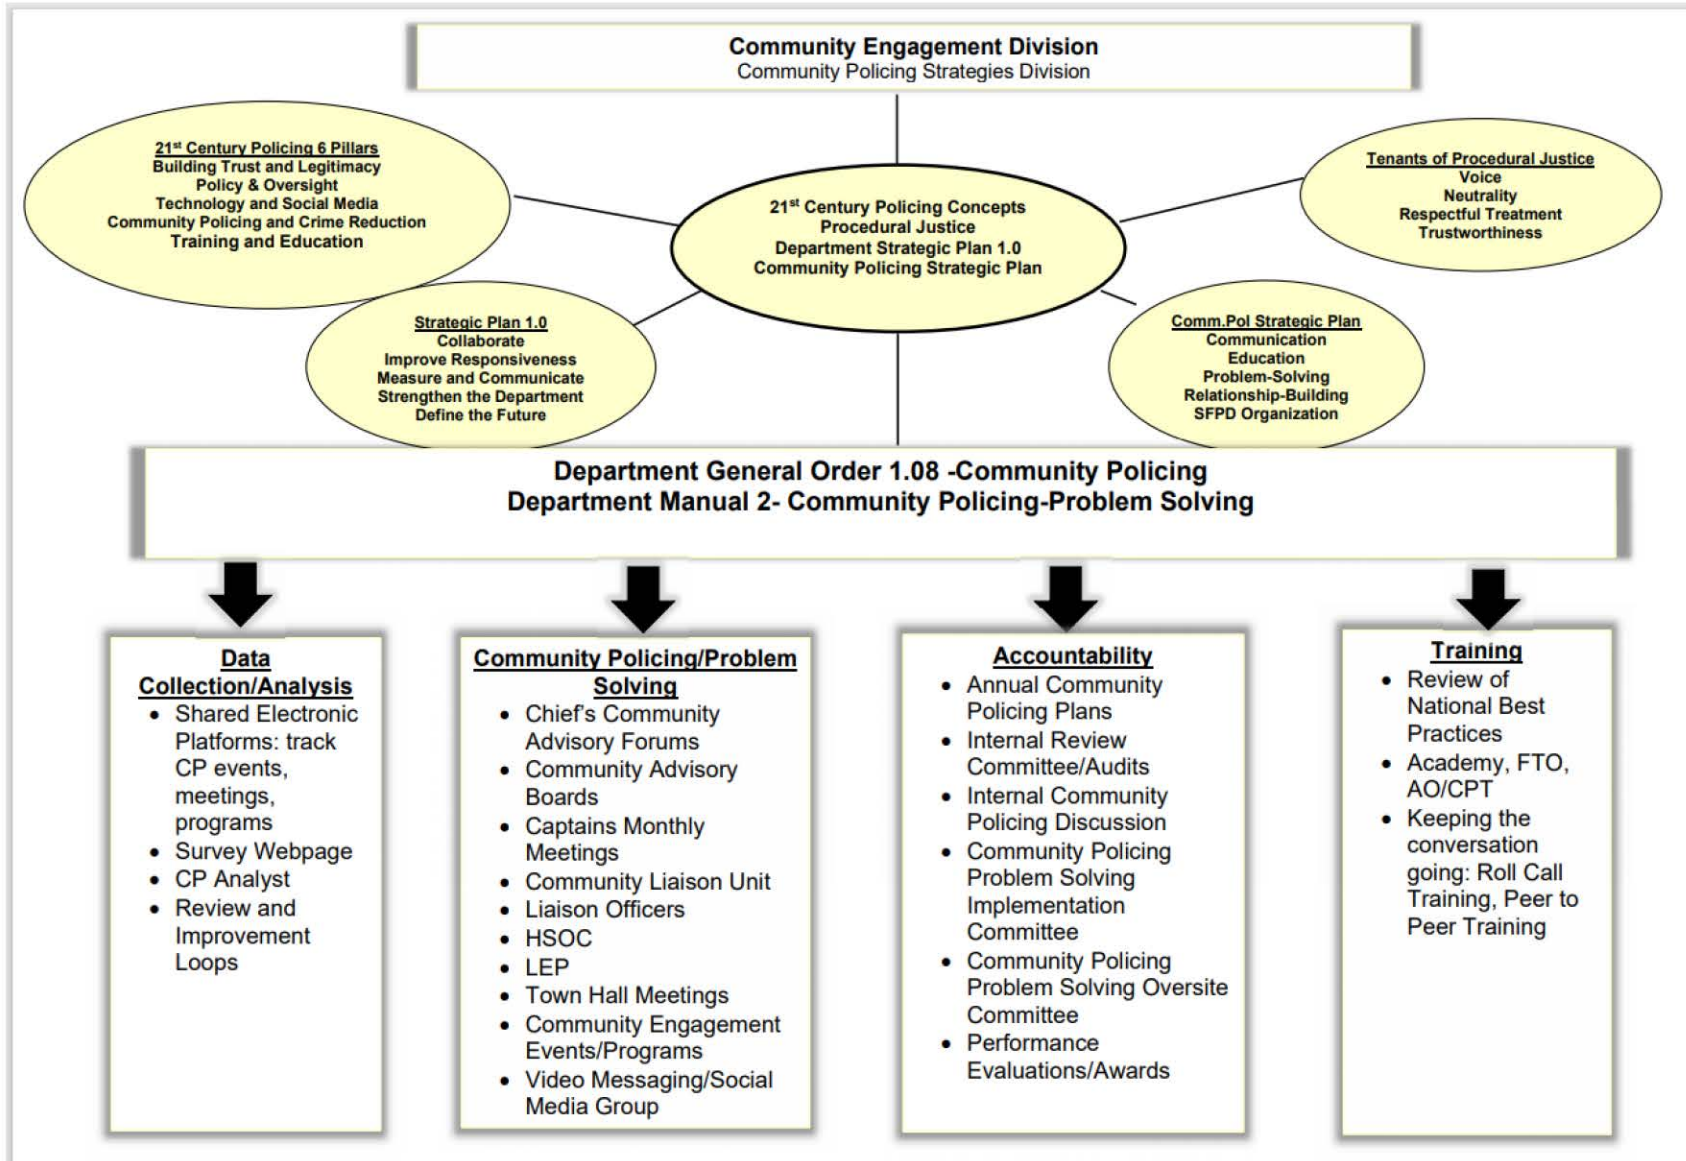 Community Engagement Division
Community Policing Strategies Division
21st Century Policing 6 Pillars
Building Trust and Legitimacy
Policy & Oversight
Technology and Social Media
Community Policing and Crime Reduction
Training and Education
21st Century Policing Concepts
Procedural Justice
Department Strategic Plan 1.0
Community Policing Strategic Plan
Tenants of Procedural Justice
Voice
Neutrality
Respectful Treatment
Trustworthiness
Strategic Plan 1.0
Collaborate
Improve Responsiveness
Measure and Communicate
Strengthen the Department
Define the Future
Comm.Pol Strategic Plan
Communication
Education
Problem-Solving
Relationship-Building
SFPD Organization
Department General Order 1.08 -Community Policing
Department Manual 2- Community Policing-Problem Solving
Data
Collection/Analysis
• Shared Electronic
Platforms: track
CP events,
meetings,
programs
• Survey Webpage
• CP Analyst
• Review and
Improvement
Loops
Community Policing/Problem
Solving
• Chief's Community
Advisory Forums
• Community Advisory
Boards
• Captains Monthly
Meetings
• Community Liaison Unit
• Liaison Officers
• HSOC
• LEP
• Town Hall Meetings
• Community Engagement
Events/Programs
• Video Messaging/Social
Media Group
Accountability
• Annual Community
Policing Plans
• Internal Review
Committee/Audits
• Internal Community
Policing Discussion
• Community Policing
Problem Solving
Implementation
Committee
• Community Policing
Problem Solving Oversite
Committee
• Performance
Evaluations/Awards
Training
• Review of
National Best
Practices
• Academy, FTO,
AO/CPT
• Keeping the
conversation
going: Roll Call
Training, Peer to
Peer Training